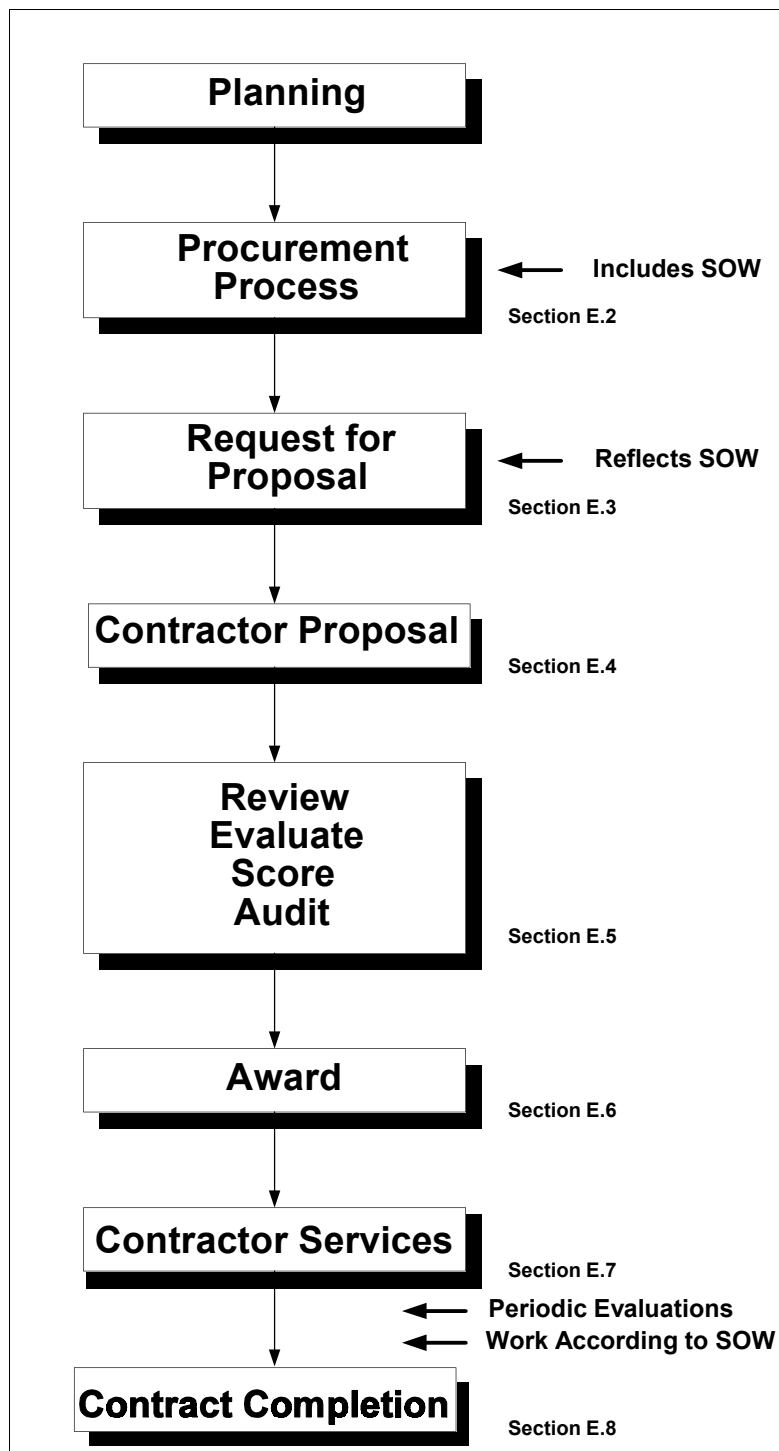 Planning
Procurement
Process
Includes SOW
Section E.2
Request for
Proposal
Reflects SOW
Section E.3
Contractor Proposal
Section E.4
Review
Evaluate
Score
Audit
Section E.5
Award
Section E.6
Contractor Services
Section E.7
Periodic Evaluations
Work According to SOW
Contract Completion
Section E.8